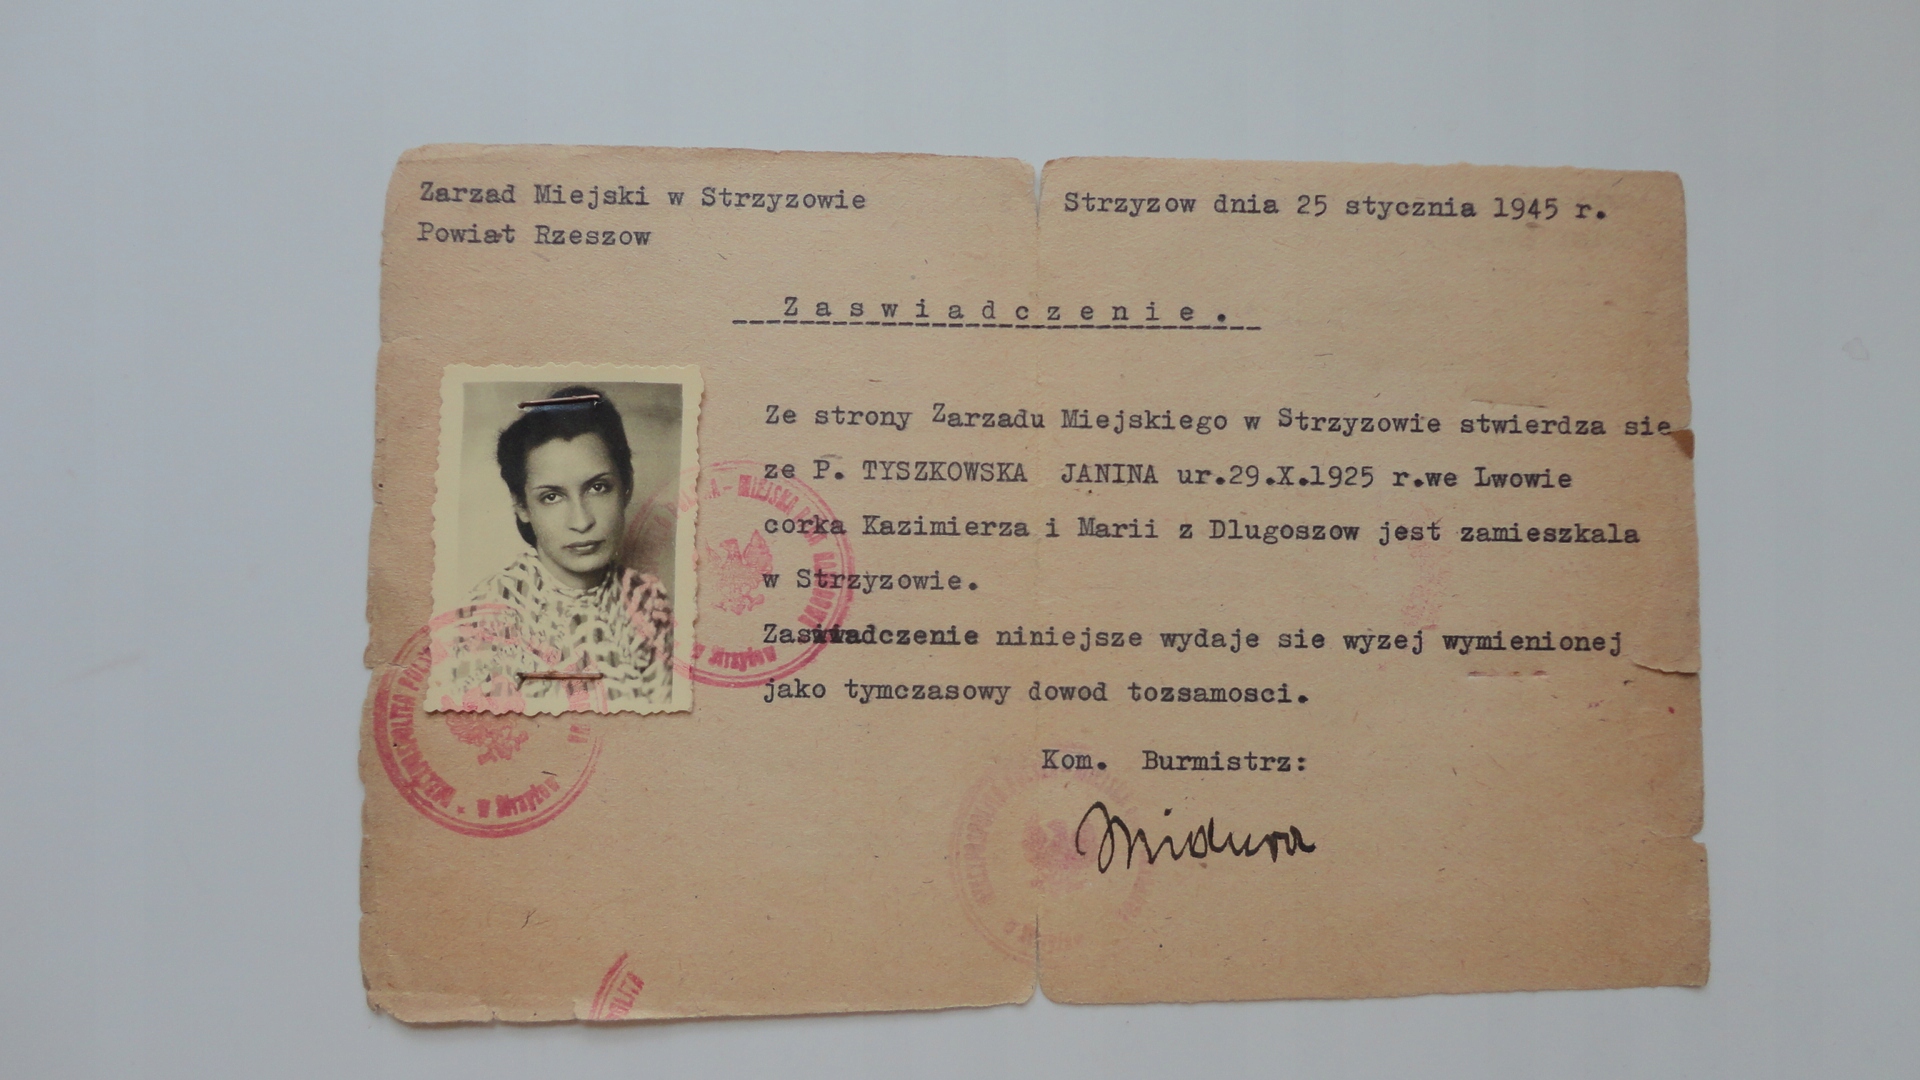 Zarzad Miejski w Strzyzowie
Powiat Rzeszow
Strzyzow dnia 25 stycznia 1945 r.
Zaswiadczenie.
Ze strony Zarzadu Miejskiego w Strzyzowie stwierdza sie
ze P. TYSZKOWSKA JANINA ur.29.X.1925 r.we Lwowie
corka Kazimierza i Marii z Dlugoszow jest zamieszkala
w Strzyzowie.
Zaswiadczenie niniejsze wydaje sie wyzej wymienionej
jako tymczasowy dowod tozsamosci.
Kom. Burmistrz:
Midura